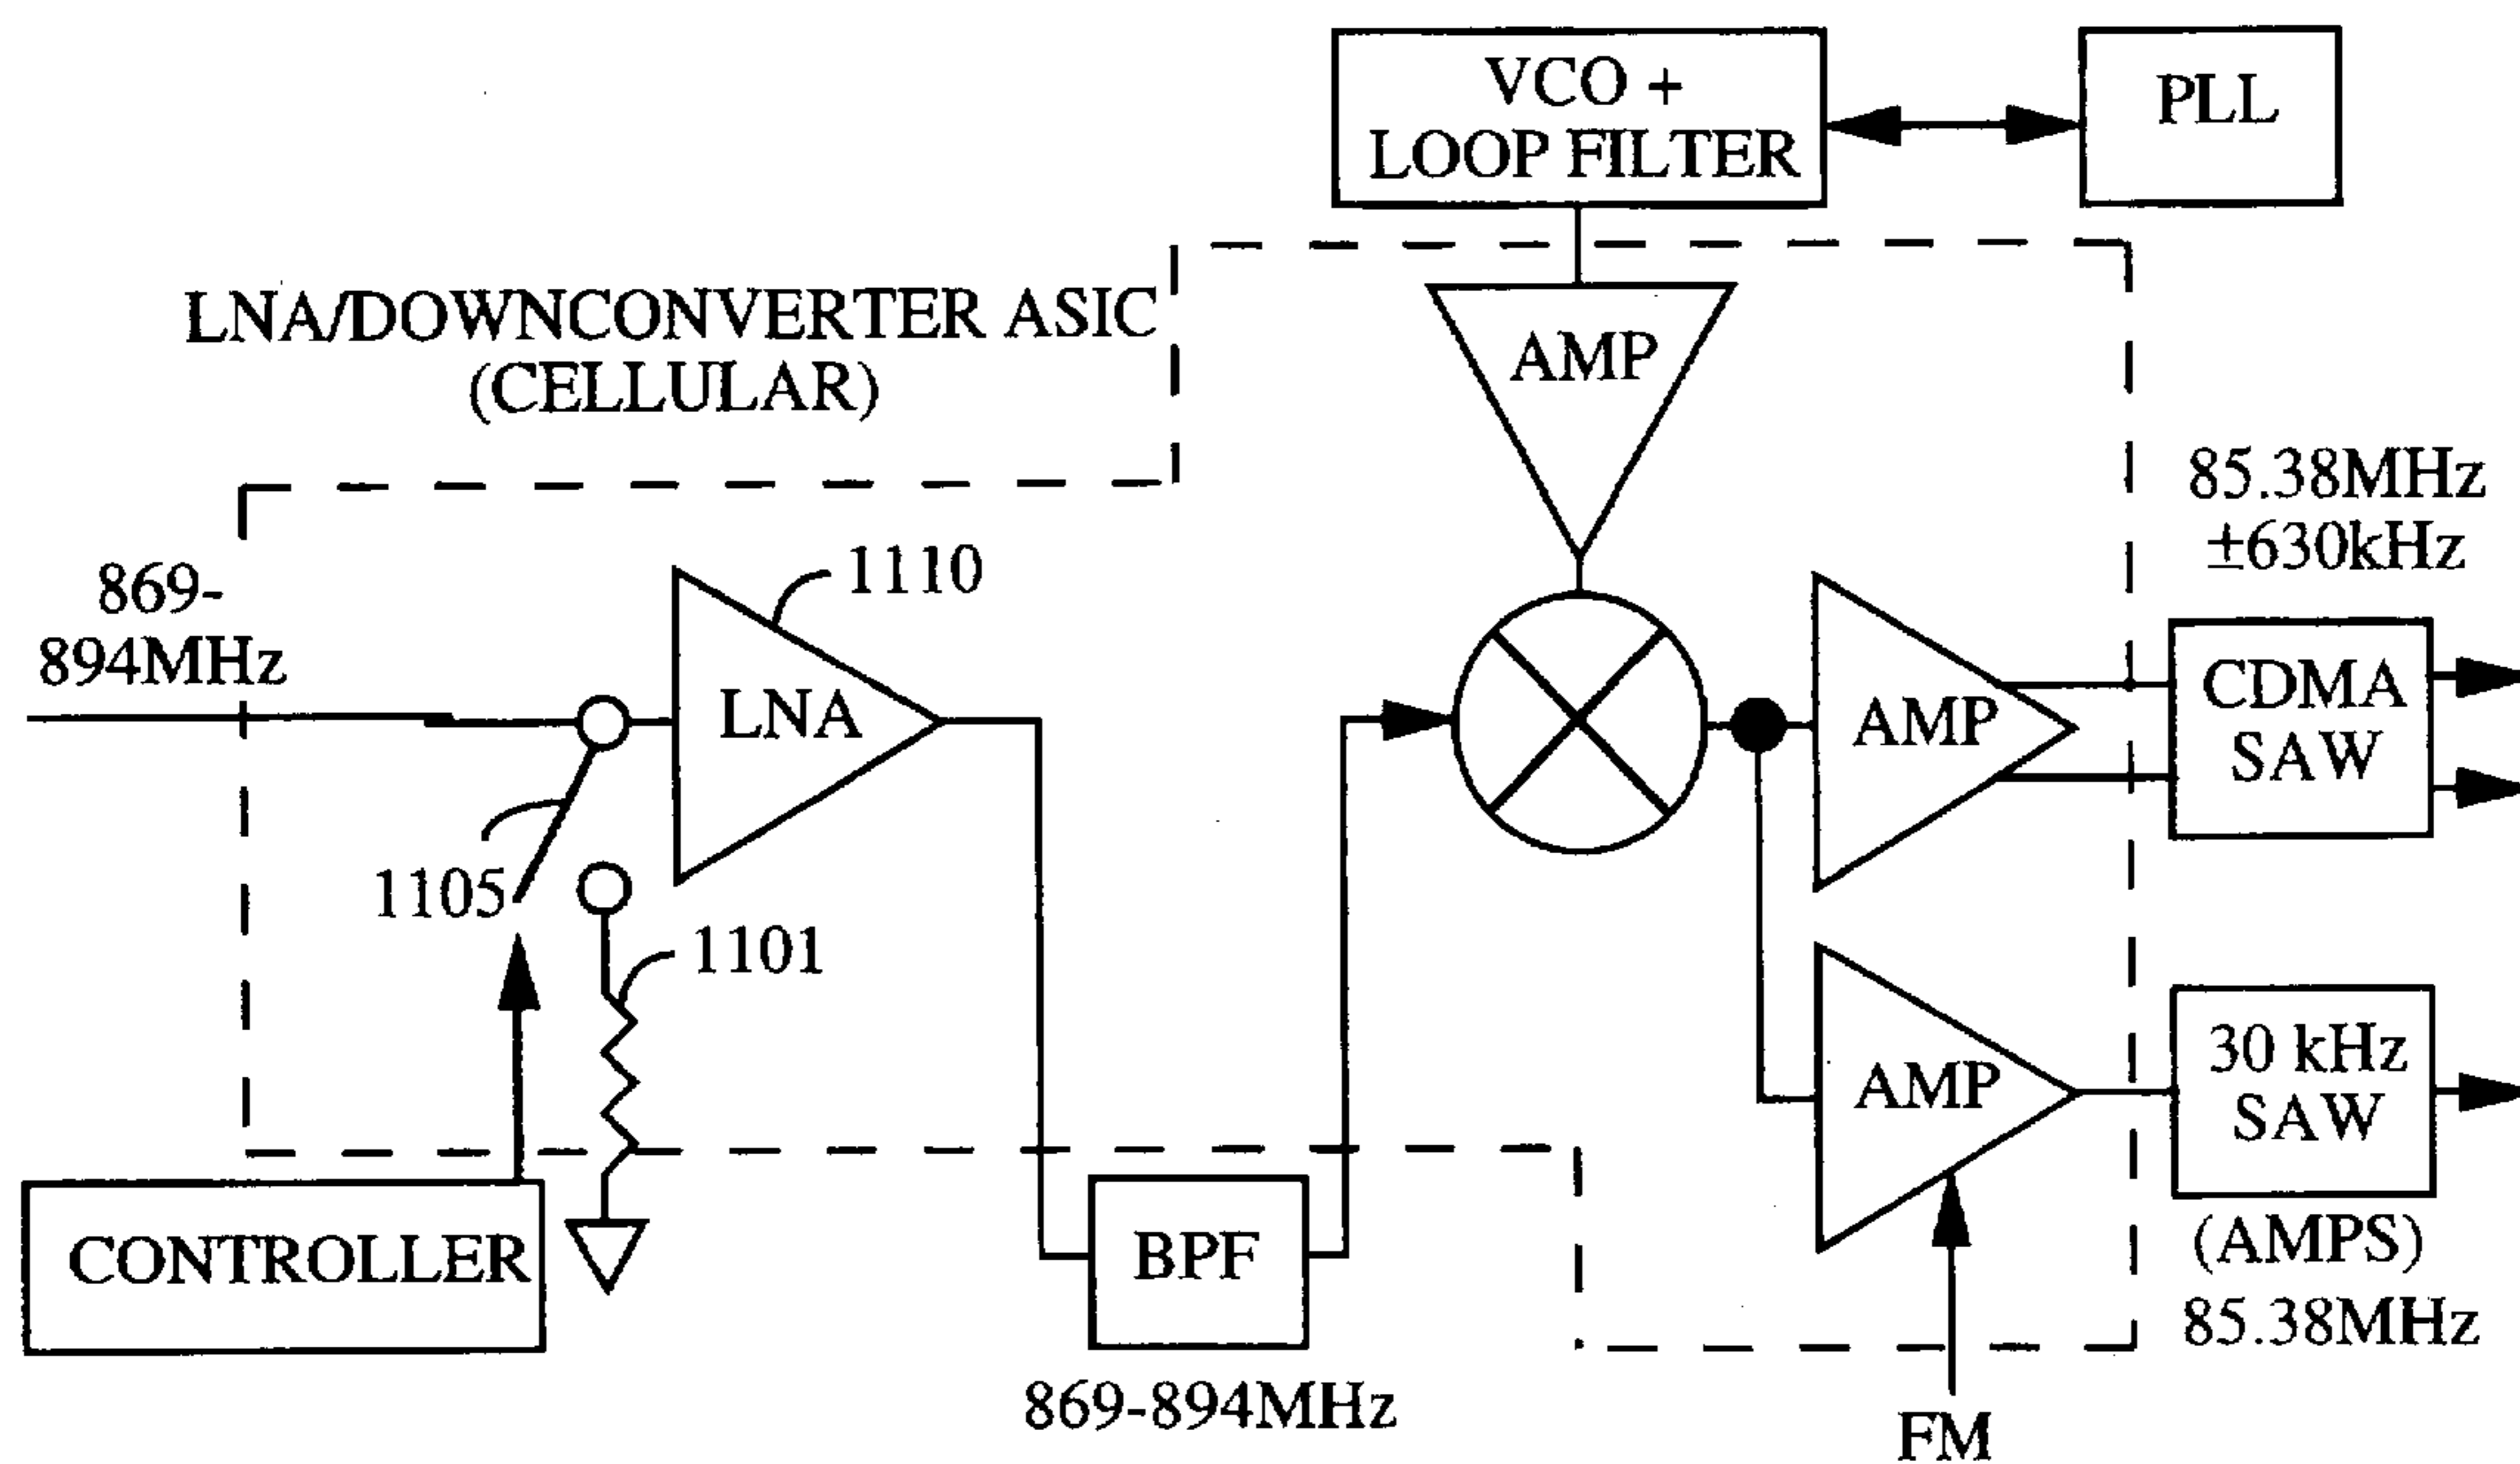 VCO +
LOOP FILTER
PLL
LNA/DOWNCONVERTER ASIC
(CELLULAR)
AMP
85.38MHz
±630kHz
869-
894MHz
1110
LNA
AMP
CDMA
SAW
1105
1101
AMP
30 kHz
SAW
CONTROLLER
BPF
(AMPS)
85.38MHz
869-894MHz
FM